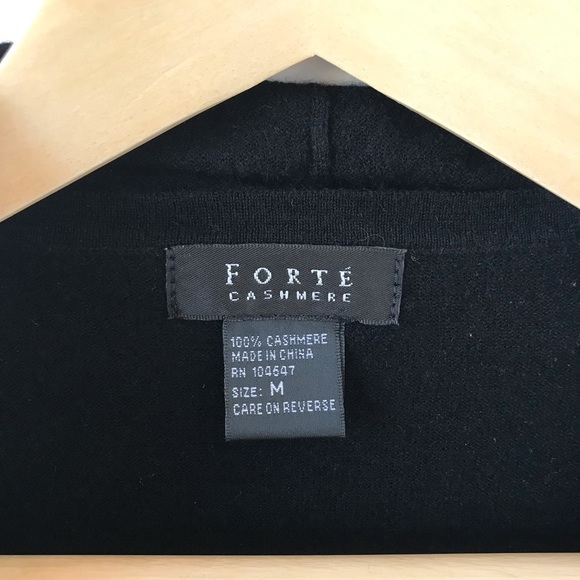 FORTÉ
CASHMERE
100% CASHMERE
MADE IN CHINA
RN 104647
SIZE: M
CARE ON REVERSE